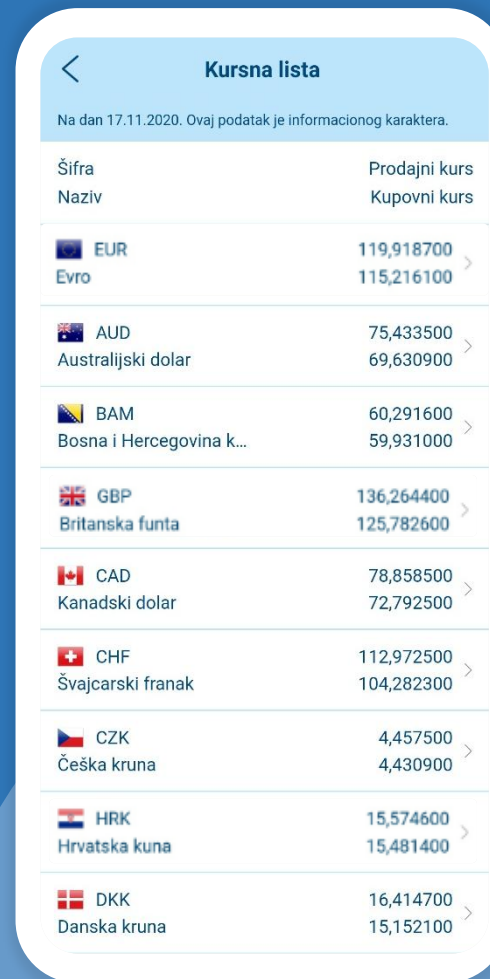 Kursna lista
Na dan 17.11.2020. Ovaj podatak je informacionog karaktera.
Šifra Prodajni kurs
Naziv Kupovni kurs
EUR 119,918700
Evro 115,216100
AUD 75,433500
Australijski dolar 69,630900
BAM 60,291600
Bosna i Hercegovina k... 59,931000
GBP 136,264400
Britanska funta 125,782600
CAD 78,858500
Kanadski dolar 72,792500
CHF 112,972500
Švajcarski franak 104,282300
CZK 4,457500
Češka kruna 4,430900
HRK 15,574600
Hrvatska kuna 15,481400
DKK 16,414700
Danska kruna 15,152100